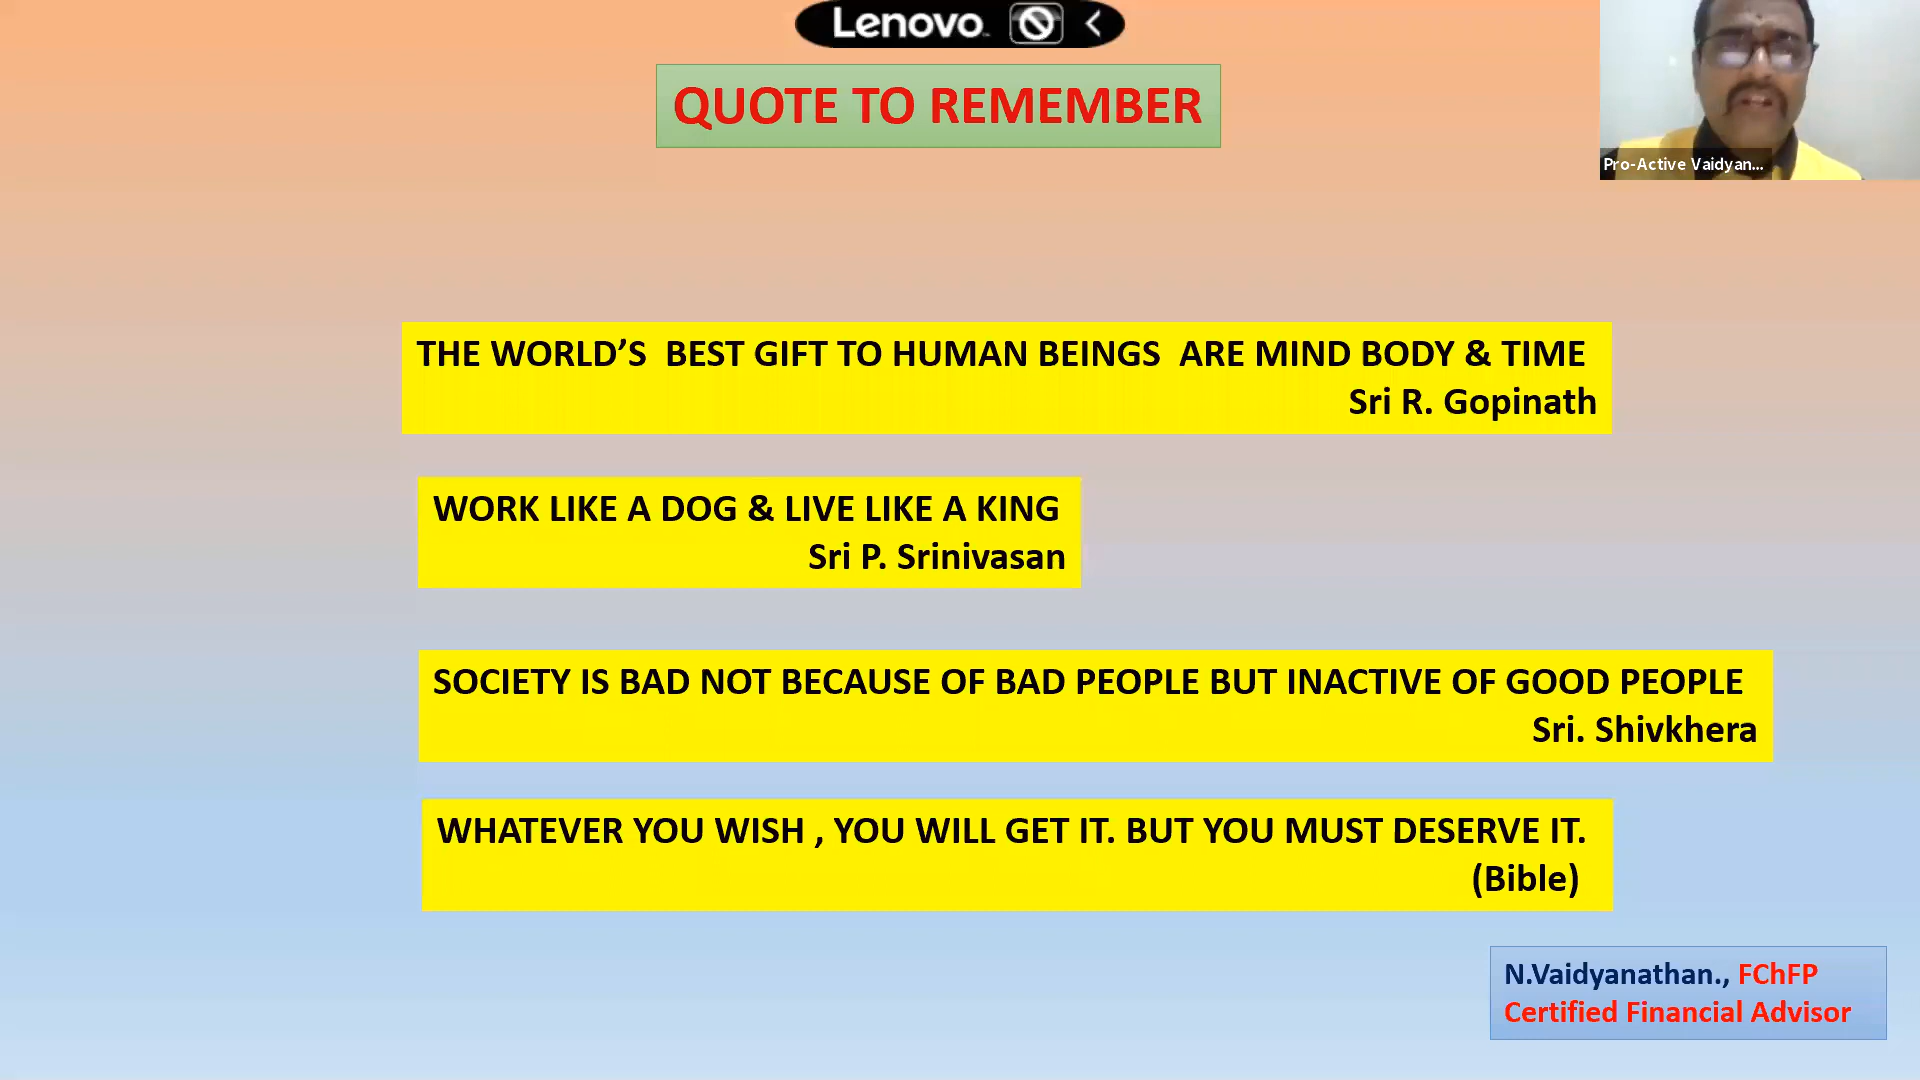 Lenovo
QUOTE TO REMEMBER
Pro-Active Vaidyan...
THE WORLD’S BEST GIFT TO HUMAN BEINGS ARE MIND BODY & TIME
Sri R. Gopinath
WORK LIKE A DOG & LIVE LIKE A KING
Sri P. Srinivasan
SOCIETY IS BAD NOT BECAUSE OF BAD PEOPLE BUT INACTIVE OF GOOD PEOPLE
Sri. Shivkhera
WHATEVER YOU WISH , YOU WILL GET IT. BUT YOU MUST DESERVE IT.
(Bible)
N.Vaidyanathan., FChFP
Certified Financial Advisor